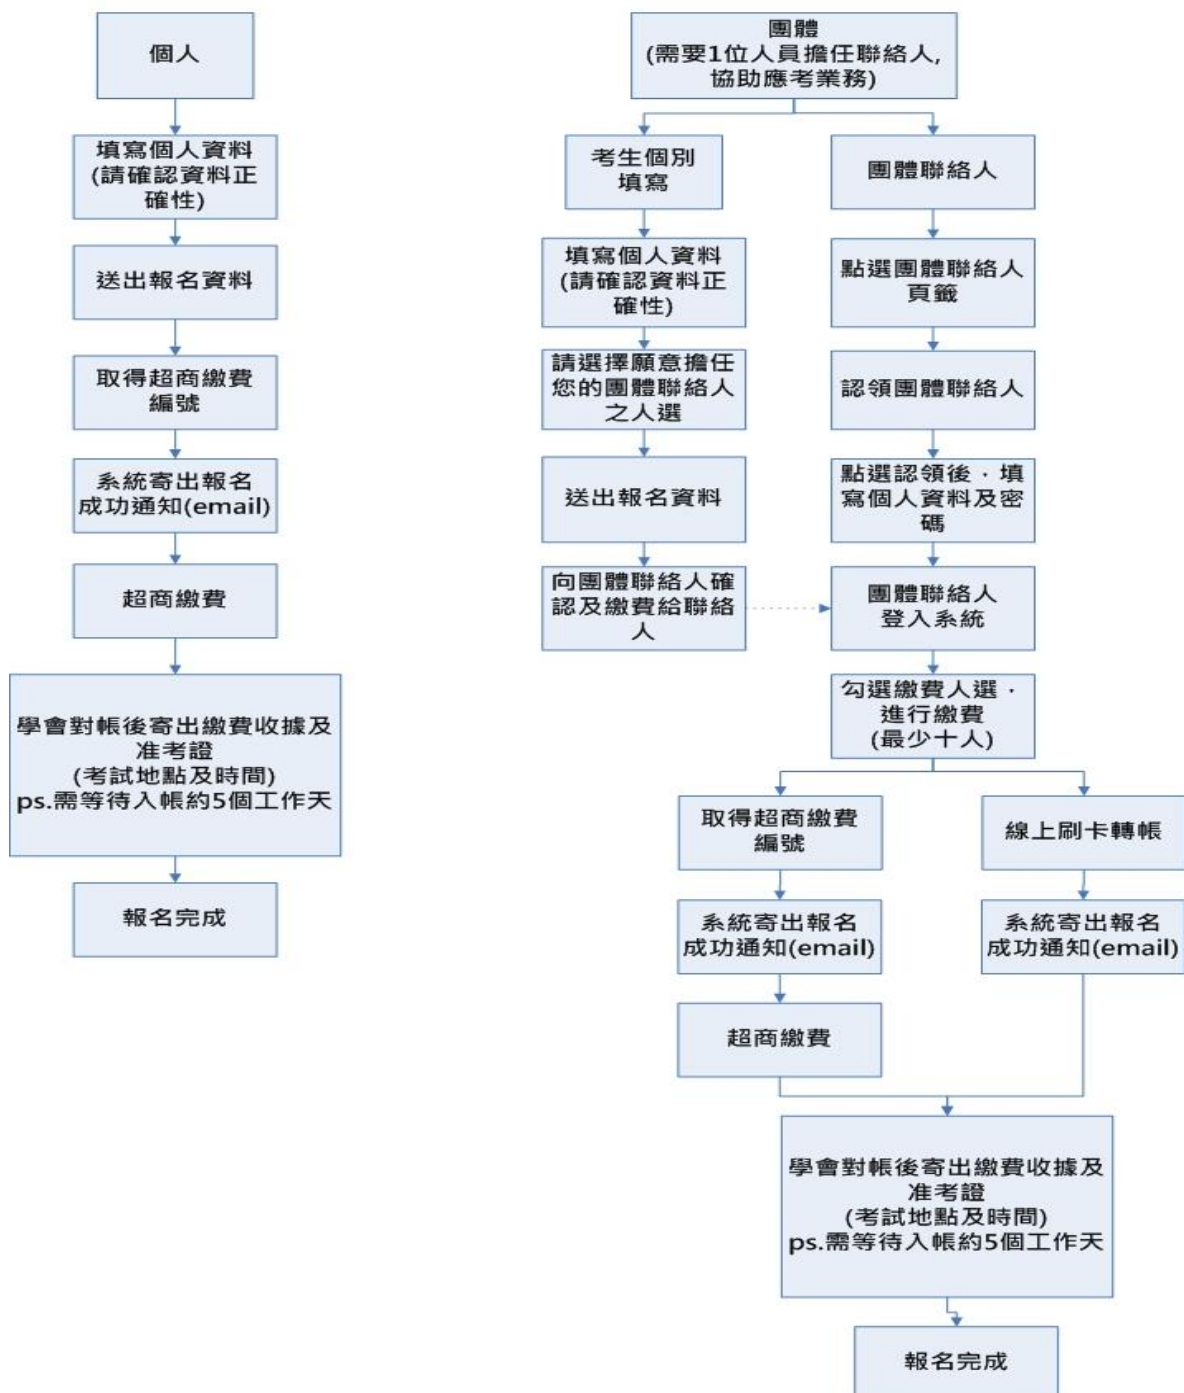 個人
填寫個人資料
(請確認資料正
確性)
送出報名資料
取得超商繳費
編號
系統寄出報名
成功通知(email)
超商繳費
學會對帳後寄出繳費收據及
准考證
(考試地點及時間)
ps.需等待入帳約5個工作天
報名完成
團體
(需要1位人員擔任聯絡人,
協助應考業務)
考生個別
填寫
填寫個人資料
(請確認資料正
確性)
請選擇願意擔任
您的團體聯絡人
之人選
送出報名資料
向團體聯絡人確
認及繳費給聯絡
人
團體聯絡人
點選團體聯絡人
頁籤
認領團體聯絡人
點選認領後，填
寫個人資料及密
碼
團體聯絡人
登入系統
勾選繳費人選，
進行繳費
(最少十人)
取得超商繳費
編號
系統寄出報名
成功通知(email)
超商繳費
線上刷卡轉帳
系統寄出報名
成功通知(email)
學會對帳後寄出繳費收據及
准考證
(考試地點及時間)
ps.需等待入帳約5個工作天
報名完成